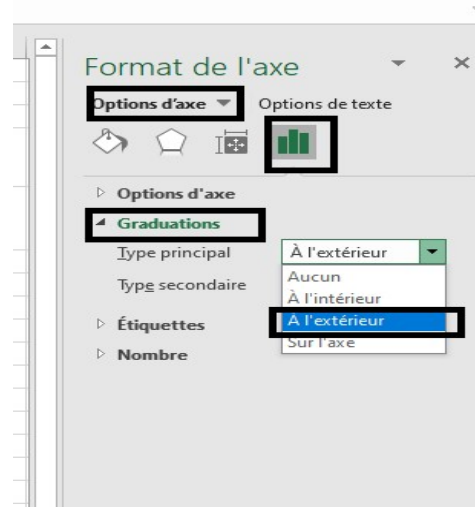 Format de l'axe
Options d'axe Options de texte
Options d'axe
Graduations
Type principal À l'extérieur
Aucun
Type secondaire
À l'intérieur
À l'extérieur
Étiquettes
Sur l'axe
Nombre